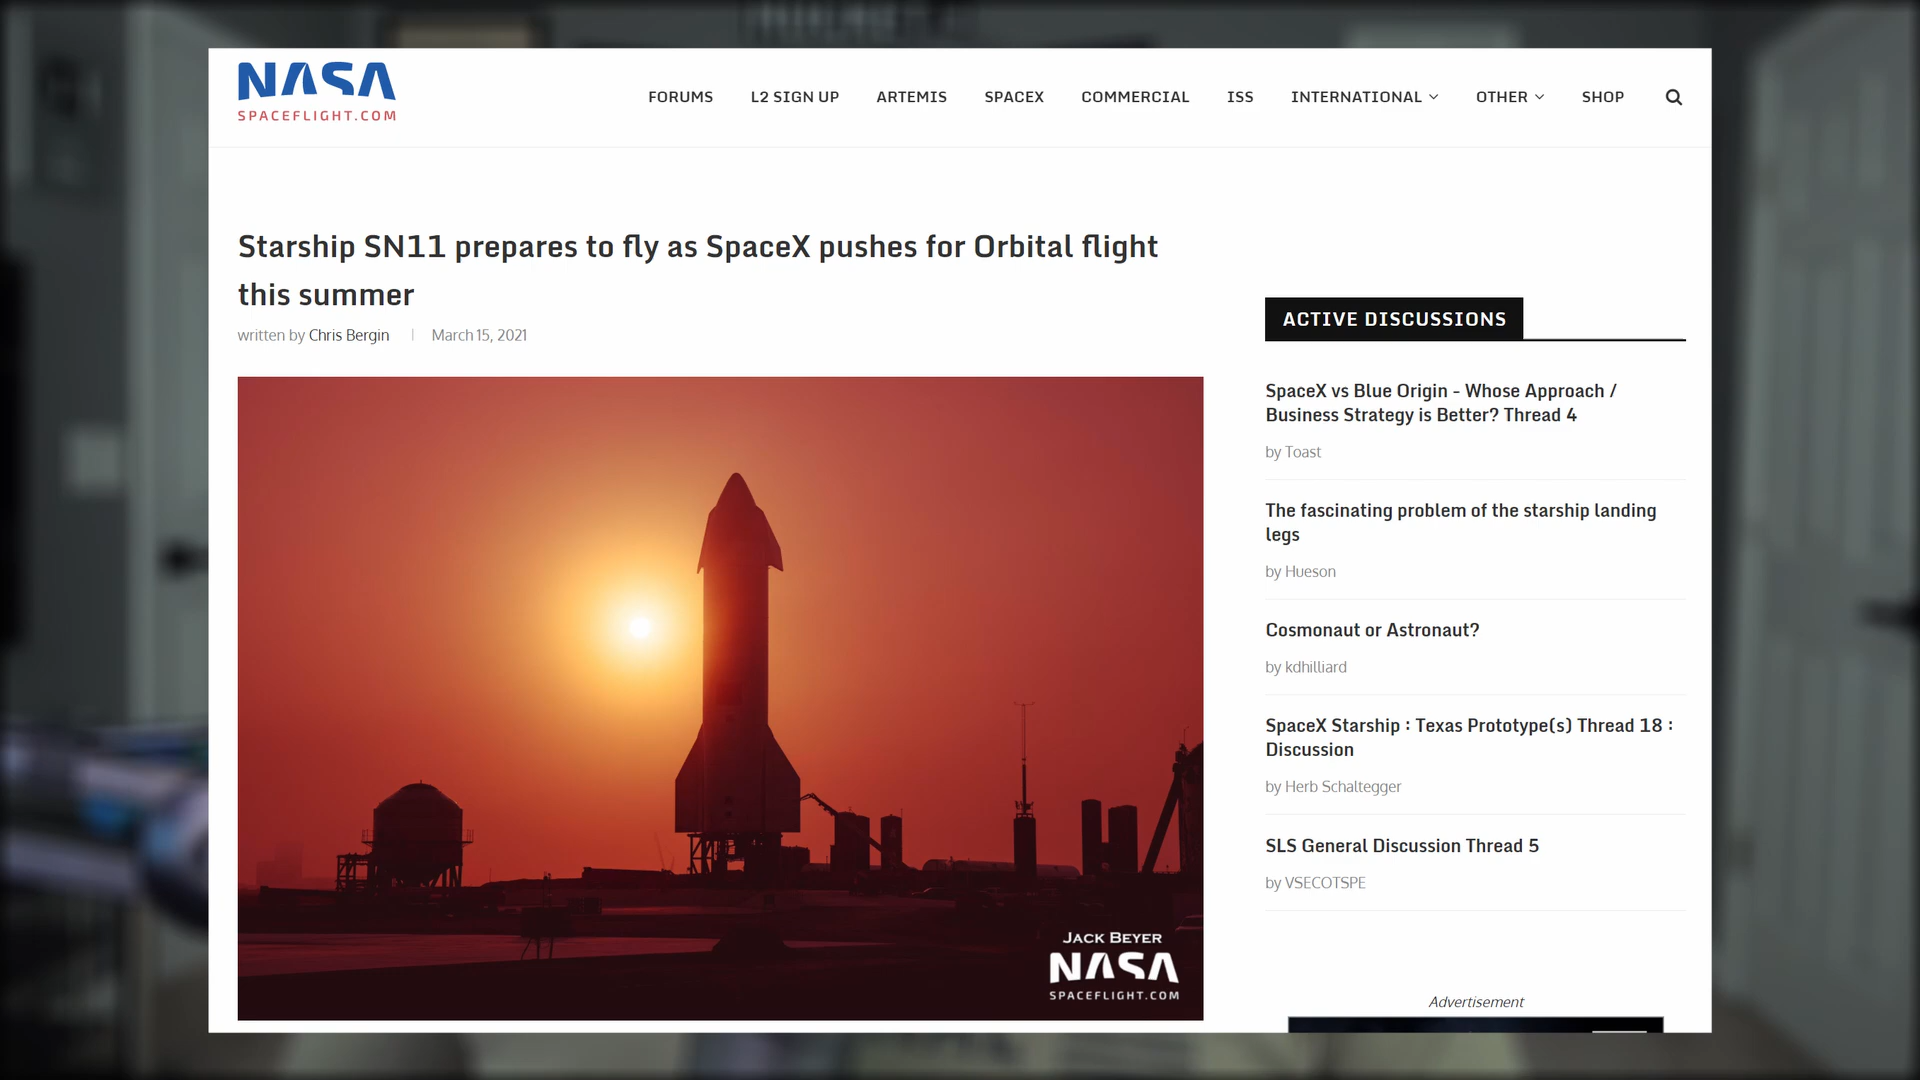 NASA
SPACEFLIGHT.COM
FORUMS L2 SIGN UP ARTEMIS SPACEX COMMERCIAL ISS INTERNATIONAL OTHER SHOP
Starship SN11 prepares to fly as SpaceX pushes for Orbital flight
this summer
written by Chris Bergin March 15, 2021
JACK BEYER
NASA
SPACEFLIGHT.COM
ACTIVE DISCUSSIONS
SpaceX vs Blue Origin - Whose Approach /
Business Strategy is Better? Thread 4
by Toast
The fascinating problem of the starship landing
legs
by Hueson
Cosmonaut or Astronaut?
by kdhilliard
SpaceX Starship : Texas Prototype(s) Thread 18 :
Discussion
by Herb Schaltegger
SLS General Discussion Thread 5
by VSECOTSPE
Advertisement